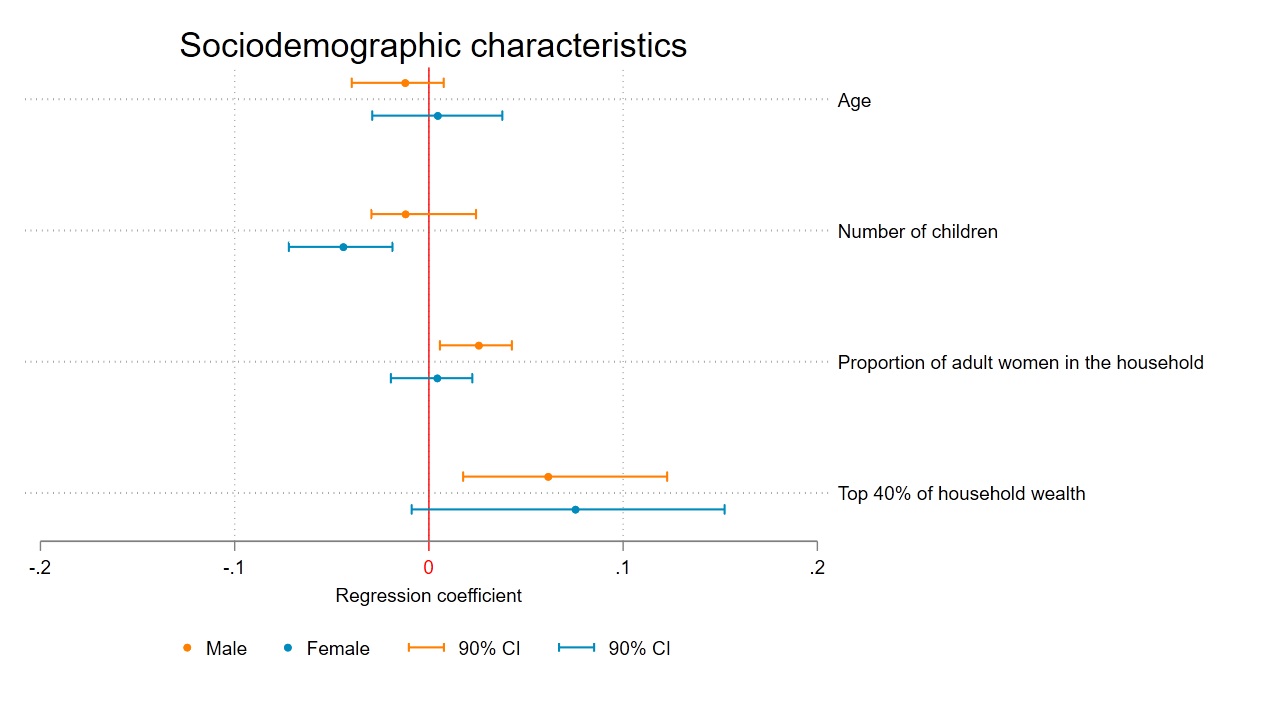 Sociodemographic characteristics
Age
Number of children
Proportion of adult women in the household
Top 40% of household wealth
-.2 -.1 0 .1 .2
Regression coefficient
Male Female 90% CI 90% CI